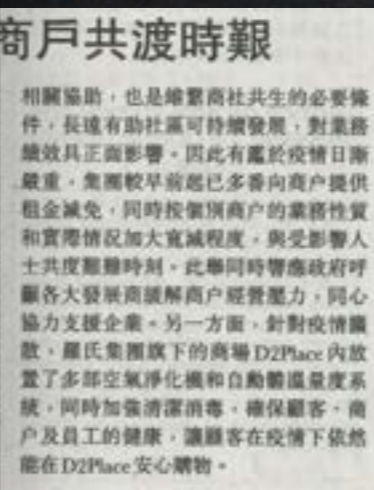 商戶共渡時艱
相關協助，也是維繫商社共生的必要條
件，長遠有助社區可持續發展，對業務
績效具正面影響。因此有鑑於疫情日漸
嚴重，集團較早前起已多番向商户提供
租金減免，同時按個別商户的業務性質
和實際情況加大寬減程度，與受影響人
士共度艱難時刻。此舉同時響應政府呼
籲各大發展商緩解商户經營壓力，同心
協力支援企業。另一方面，針對疫情擴
散，羅氏集團旗下的商場D2Place內放
置了多部空氣淨化機和自動體溫量度系
統，同時加強清潔消毒，確保顧客、商
户及員工的健康，讓顧客在疫情下依然
能在D2Place安心購物。